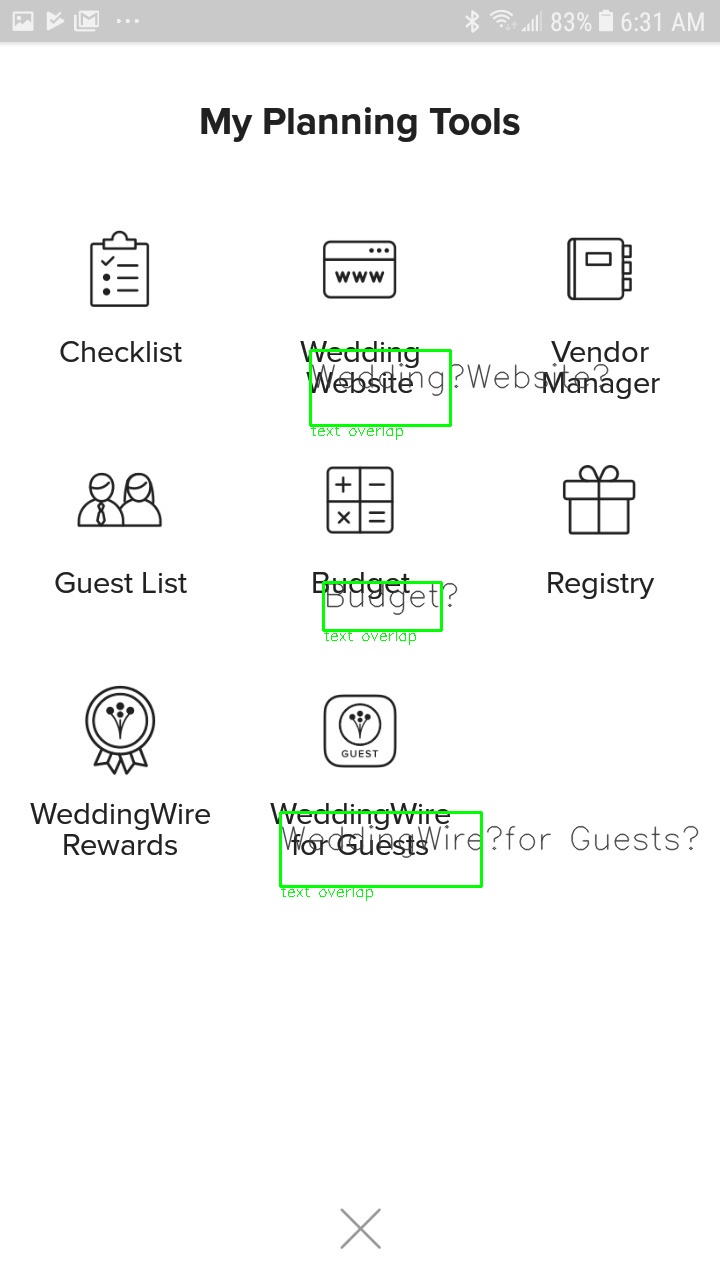 83% 6:31 AM
My Planning Tools
www
Checklist
Wedding
Website
Wedding?Website?
Vendor
Manager
text overlap
Guest List
Budget
Budget?
Registry
text overlap
GUEST
WeddingWire
Rewards
WeddingWire
for Guests
WeddingWire?for Guests?
text overlap